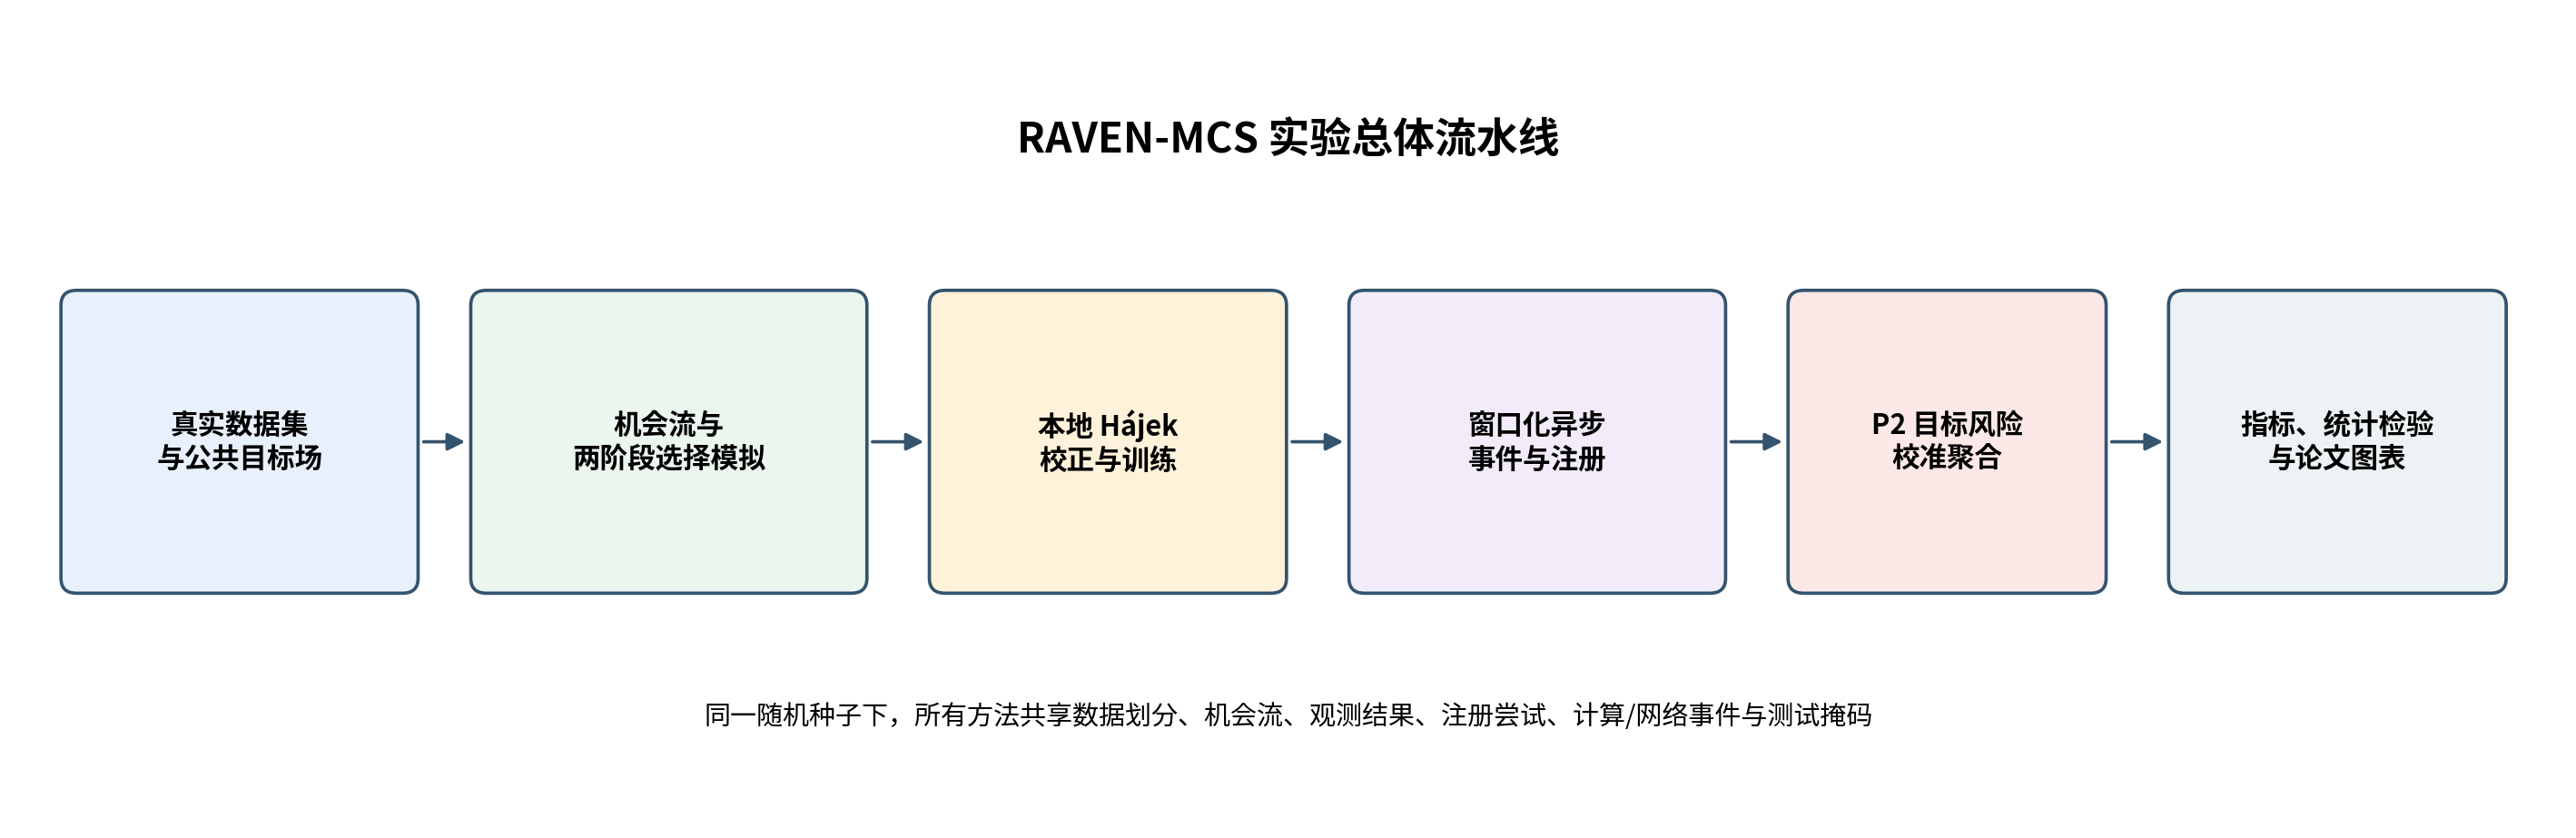 RAVEN-MCS 实验总体流水线
真实数据集
与公共目标场
机会流与
两阶段选择模拟
本地 Hájek
校正与训练
窗口化异步
事件与注册
P2 目标风险
校准聚合
指标、统计检验
与论文图表
同一随机种子下，所有方法共享数据划分、机会流、观测结果、注册尝试、计算/网络事件与测试掩码